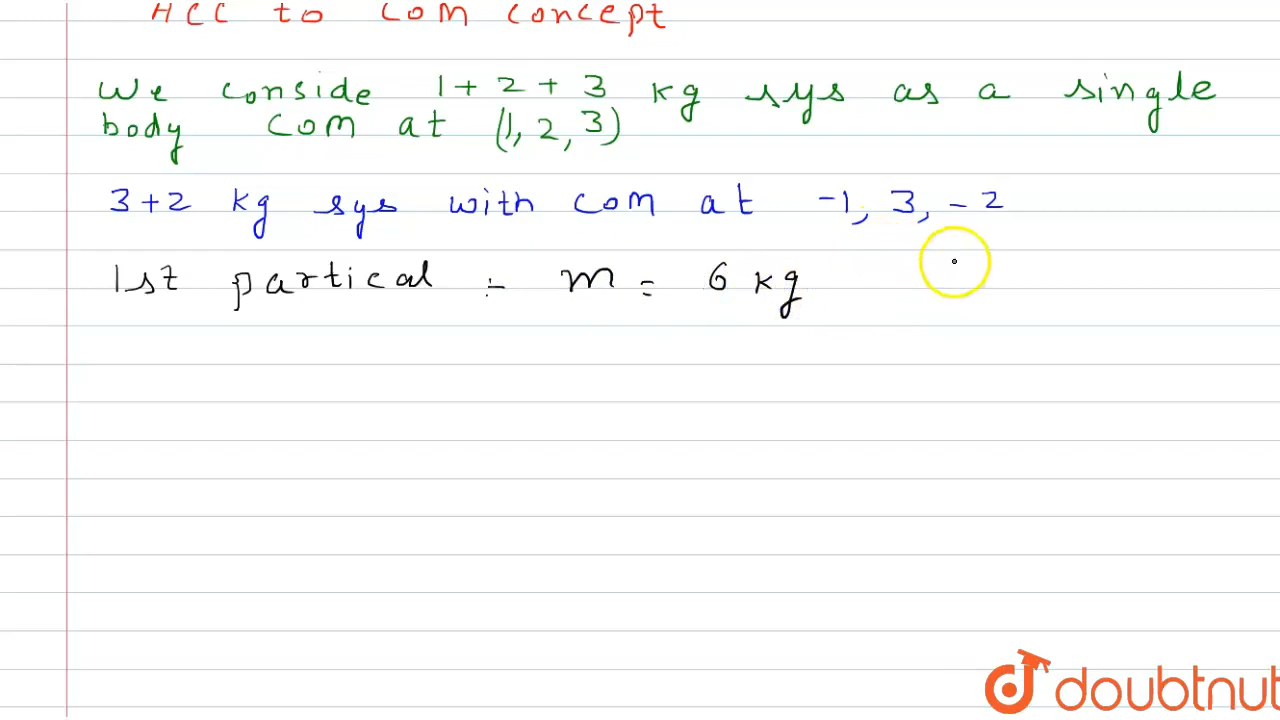 Acc to COM concept
We conside 1 + 2 + 3 kg sys as a single
body COM at (1, 2, 3)
3 + 2 kg sys with COM at -1, 3, -2
1st partical :- m = 6 kg
doubtnut